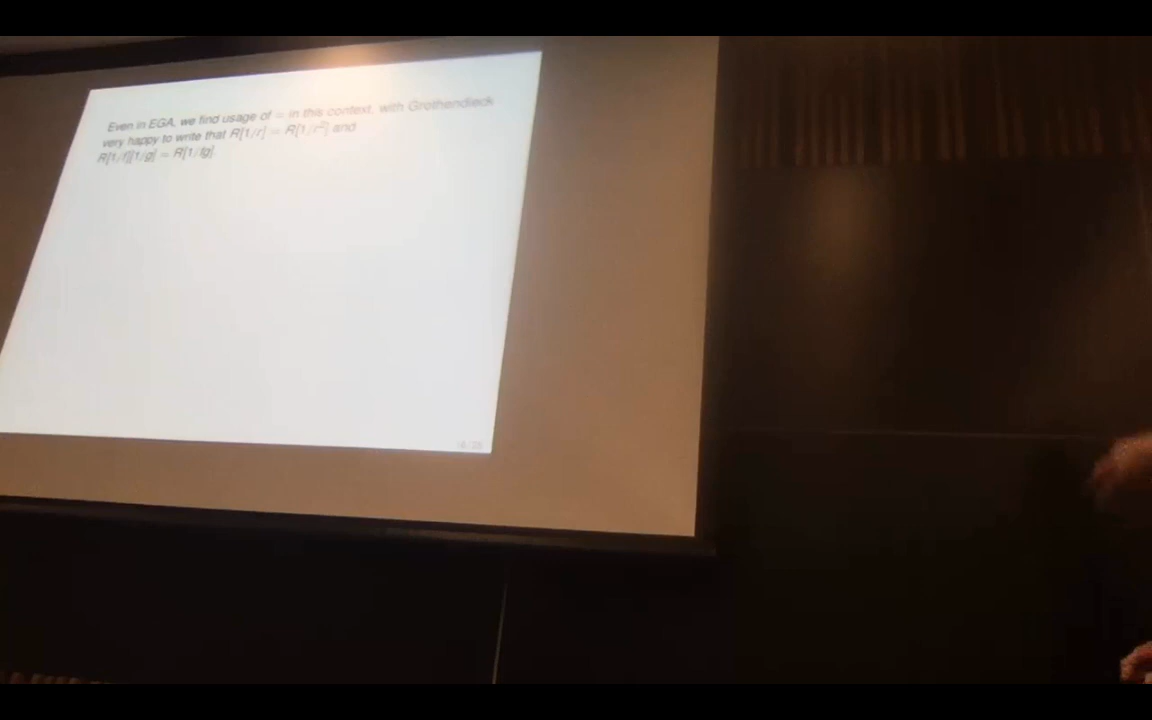 Even in EGA, we find usage of = in this context, with Grothendieck
very happy to write that R[1/r] = R[1/r²] and
R[1/f][1/g] = R[1/fg].